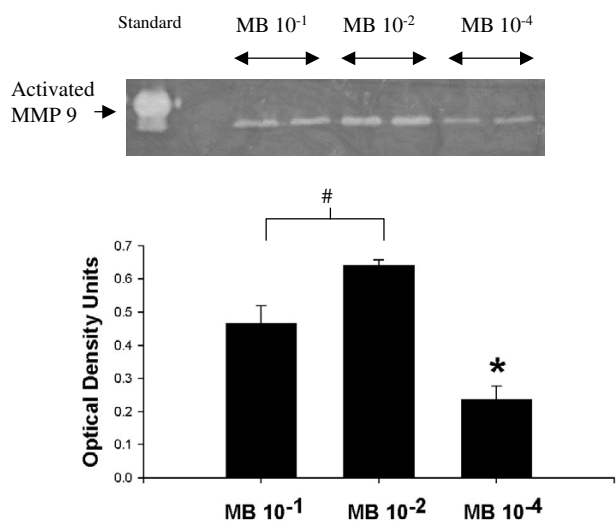 Standard MB 10⁻¹ MB 10⁻² MB 10⁻⁴
Activated
MMP 9
#
0.7
0.6
0.5
0.4
0.3
0.2
0.1
0.0
Optical Density Units
*
MB 10⁻¹ MB 10⁻² MB 10⁻⁴